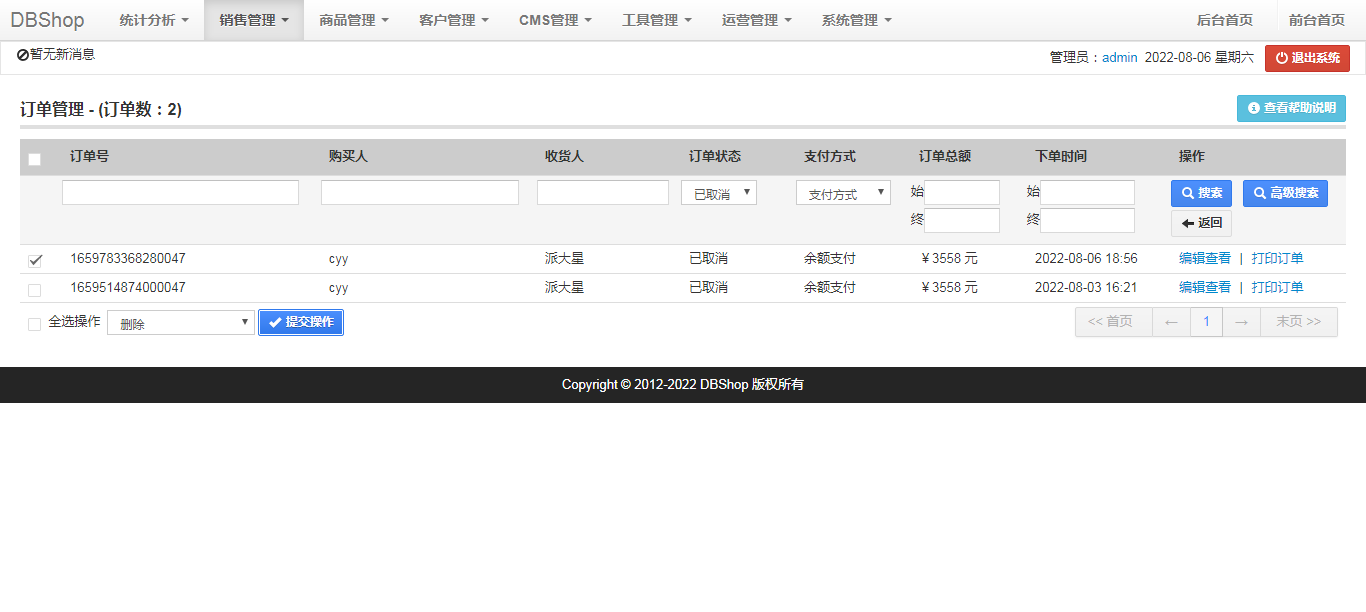 DBShop 统计分析 销售管理 商品管理 客户管理 CMS管理 工具管理 运营管理 系统管理 后台首页 前台首页
暂无新消息 管理员：admin 2022-08-06 星期六 退出系统
订单管理 - (订单数：2) 查看帮助说明
订单号 购买人 收货人 订单状态 支付方式 订单总额 下单时间 操作
已取消 支付方式 始 始 搜索 高级搜索
终 终 返回
1659783368280047 cyy 派大星 已取消 余额支付 ￥3558 元 2022-08-06 18:56 编辑查看 | 打印订单
1659514874000047 cyy 派大星 已取消 余额支付 ￥3558 元 2022-08-03 16:21 编辑查看 | 打印订单
全选操作 删除 提交操作 << 首页 ← 1 → 末页 >>
Copyright © 2012-2022 DBShop 版权所有